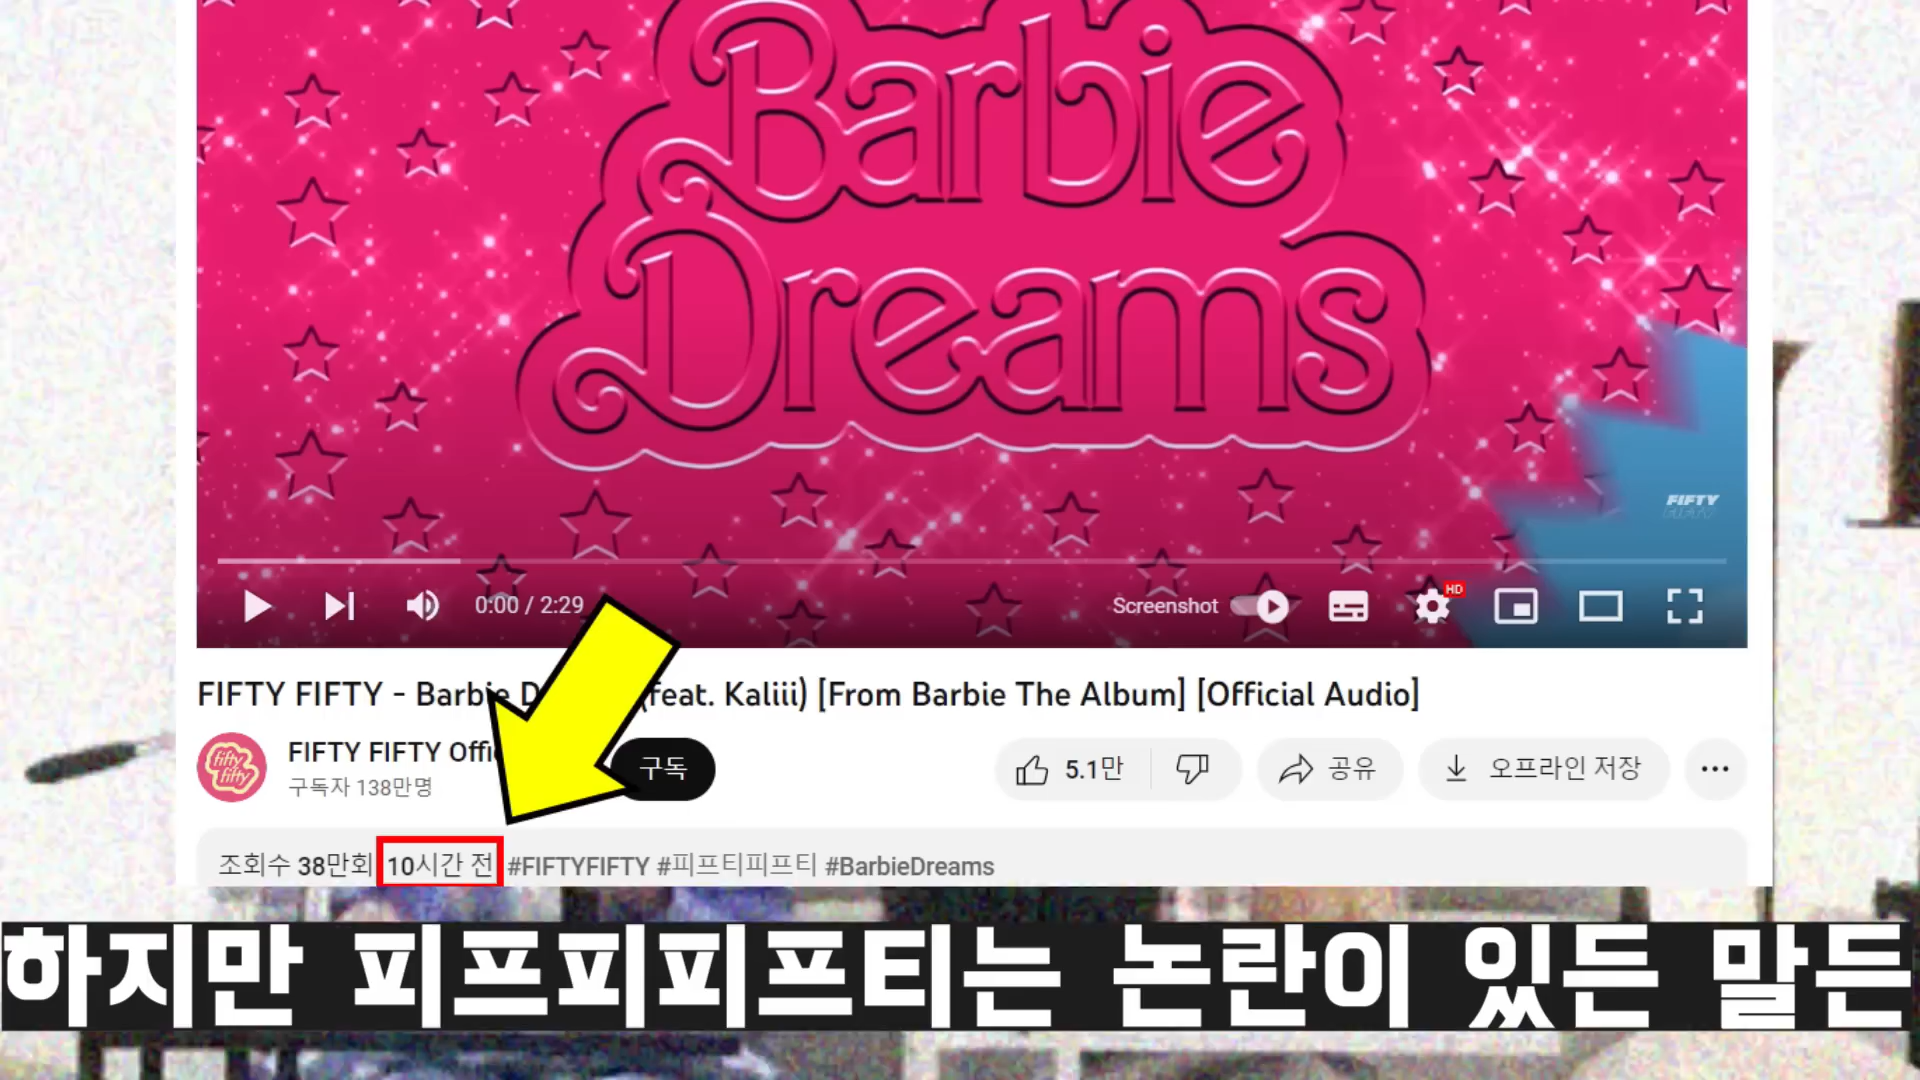 Barbie
Dreams
FIFTY
FIFTY
0:00 / 2:29
Screenshot
HD
FIFTY FIFTY - Barbie D (feat. Kaliii) [From Barbie The Album] [Official Audio]
fifty
fifty
FIFTY FIFTY Offi
구독자 138만명
구독
5.1만
공유
오프라인 저장
조회수 38만회 10시간 전 #FIFTYFIFTY #피프티피프티 #BarbieDreams
하지만 피프피피프티는 논란이 있든 말든